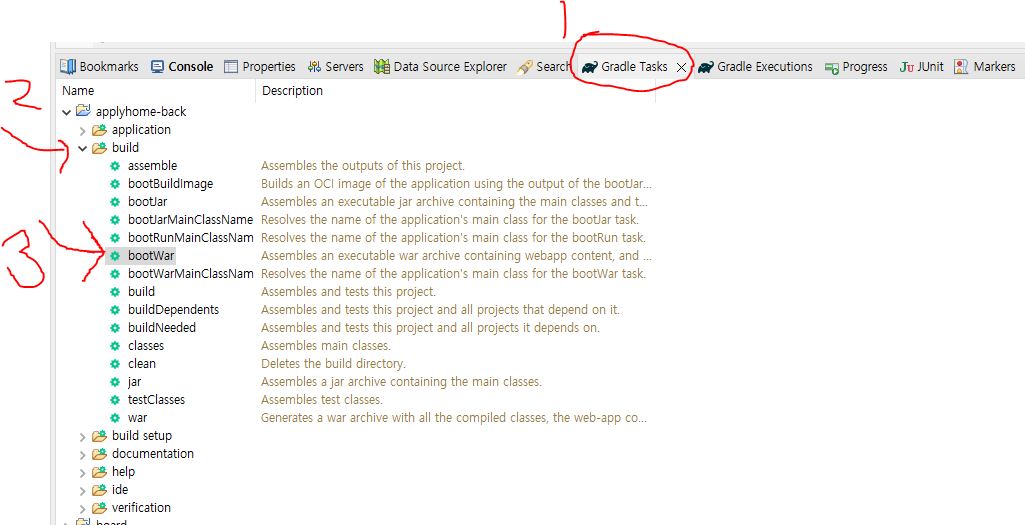 1
Bookmarks Console Properties Servers Data Source Explorer Search Gradle Tasks Gradle Executions Progress JUnit Markers
2
Name Description
applyhome-back
application
build
assemble Assembles the outputs of this project.
bootBuildImage Builds an OCI image of the application using the output of the bootJar...
bootJar Assembles an executable jar archive containing the main classes and t...
bootJarMainClassName Resolves the name of the application's main class for the bootJar task.
bootRunMainClassNam Resolves the name of the application's main class for the bootRun task.
3
bootWar Assembles an executable war archive containing webapp content, and ...
bootWarMainClassNam Resolves the name of the application's main class for the bootWar task.
build Assembles and tests this project.
buildDependents Assembles and tests this project and all projects that depend on it.
buildNeeded Assembles and tests this project and all projects it depends on.
classes Assembles main classes.
clean Deletes the build directory.
jar Assembles a jar archive containing the main classes.
testClasses Assembles test classes.
war Generates a war archive with all the compiled classes, the web-app co...
build setup
documentation
help
ide
verification
board